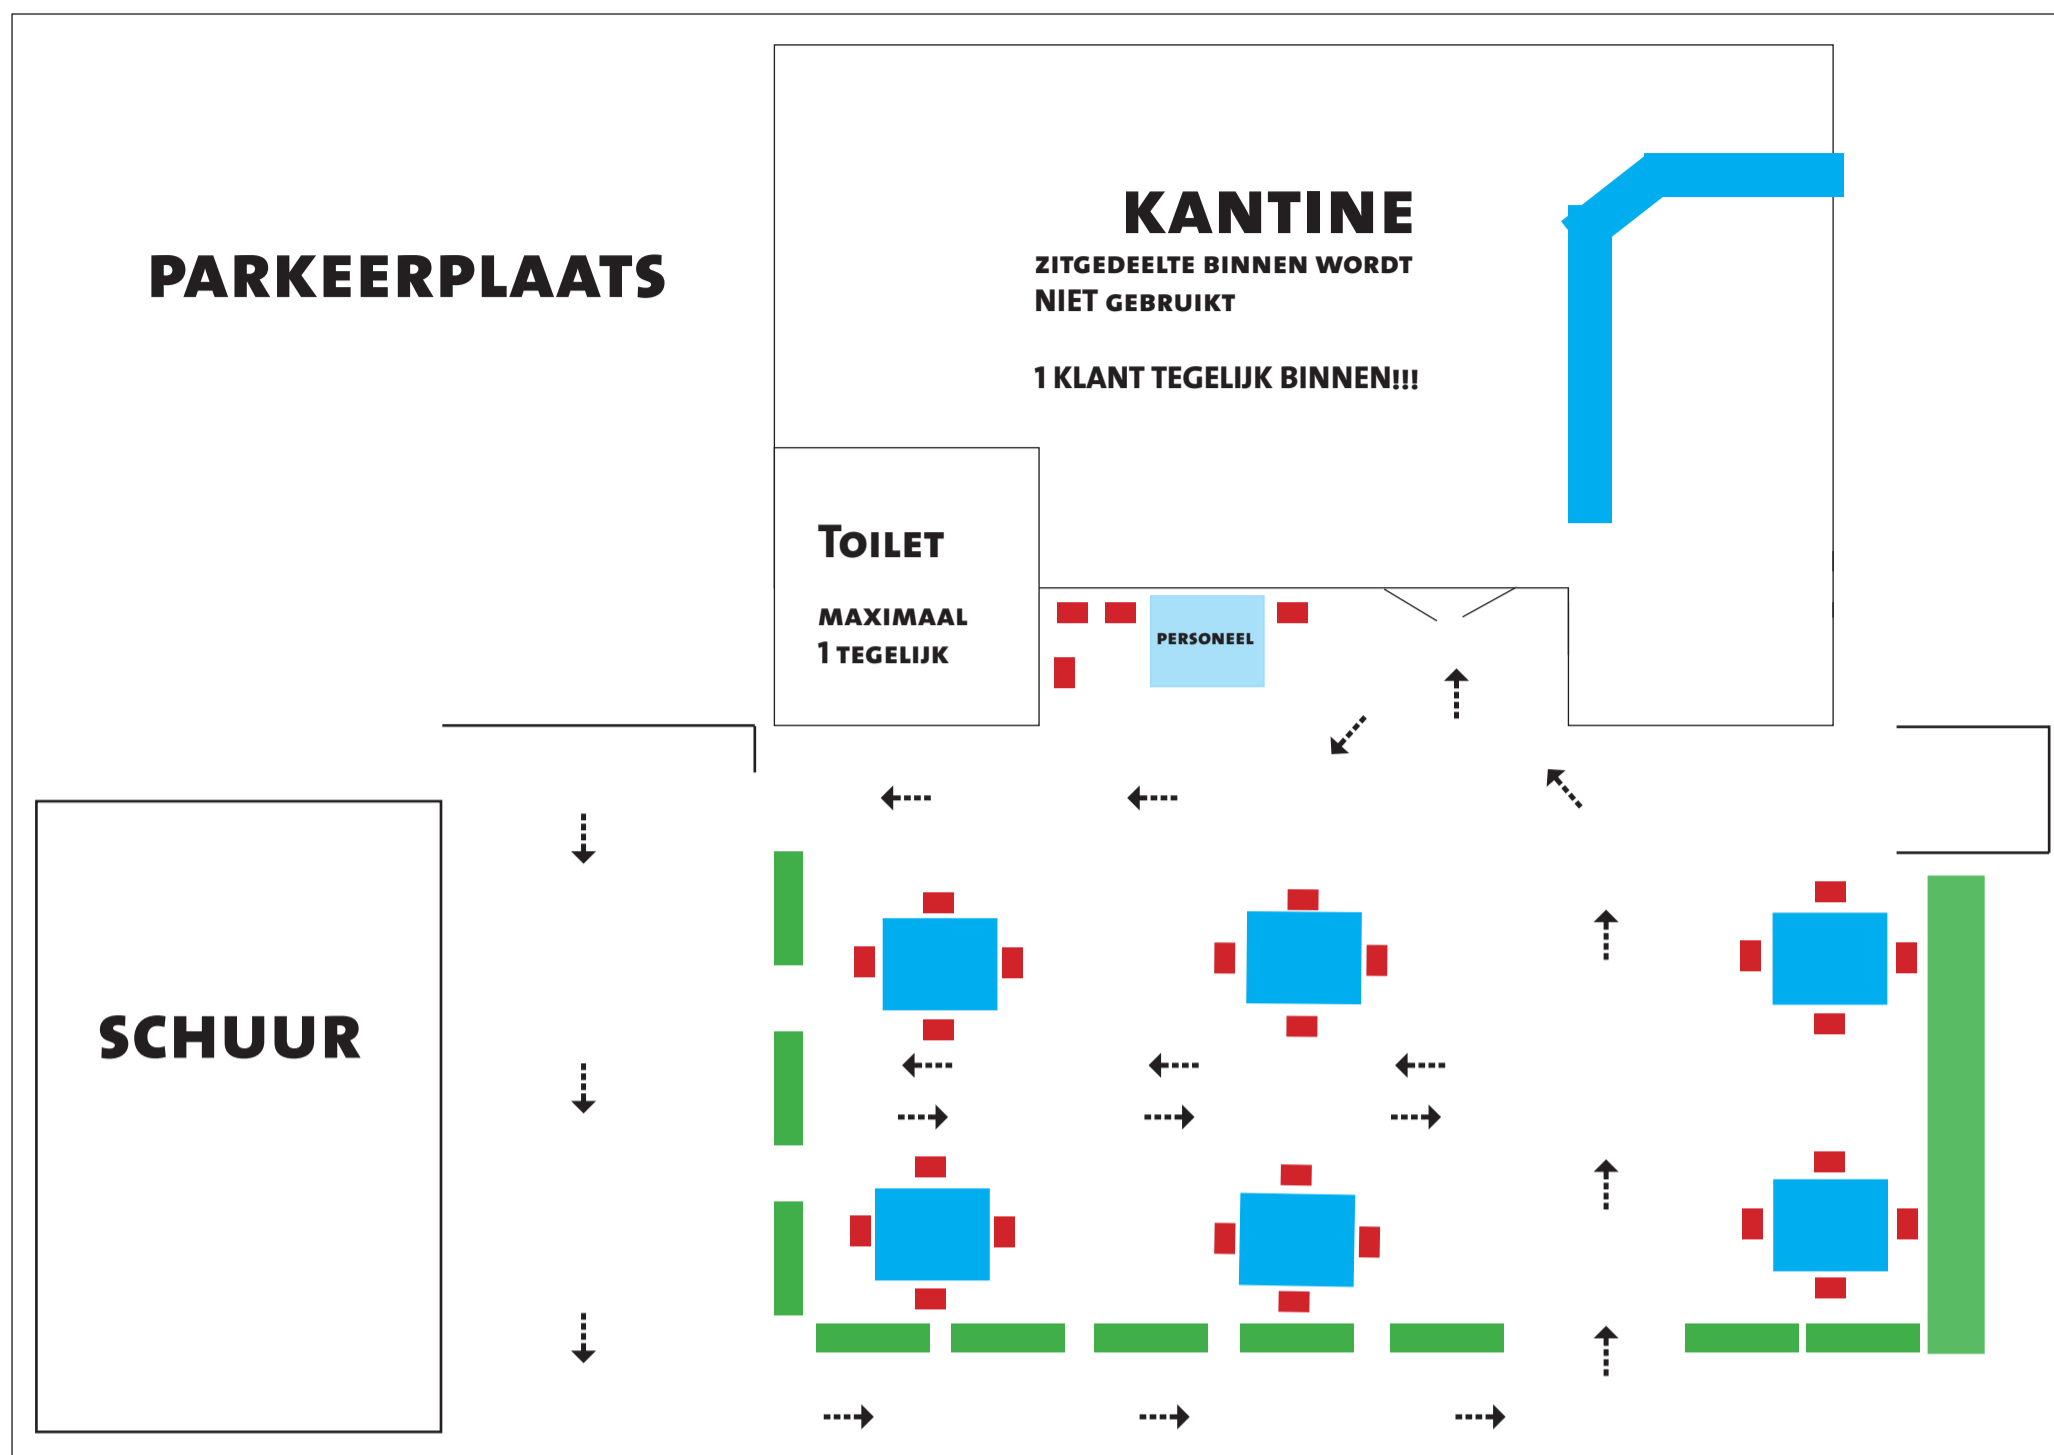 PARKEERPLAATS
KANTINE
ZITGEDEELTE BINNEN WORDT
NIET GEBRUIKT
1 KLANT TEGELIJK BINNEN!!!
TOILET
MAXIMAAL
1 TEGELIJK
PERSONEEL
SCHUUR